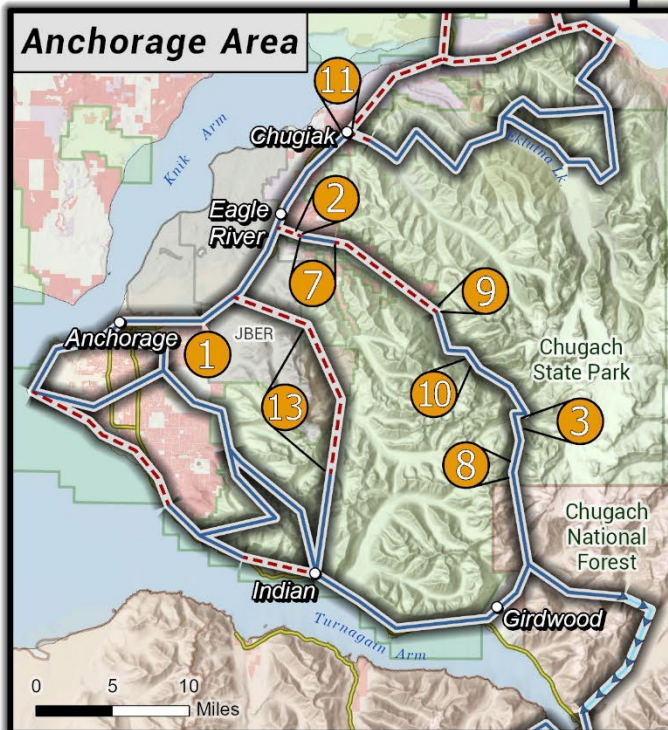 Anchorage Area
11
Chugiak
Knik Arm
Eklutna Lk
2
Eagle
River
7
9
Anchorage
1
JBER
Chugach
State Park
10
13
3
8
Chugach
National
Forest
Indian
Girdwood
Turnagain Arm
0 5 10
Miles